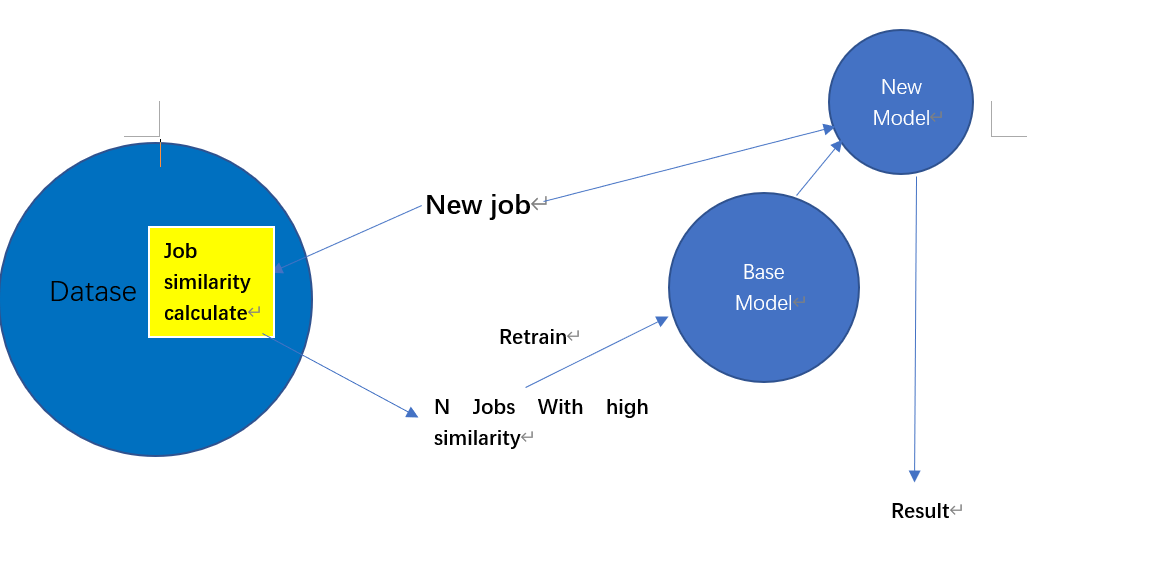 New
Model↵
New job↵
Job
similarity
calculate↵
Datase
Base
Model↵
Retrain↵
N Jobs With high
similarity↵
Result↵